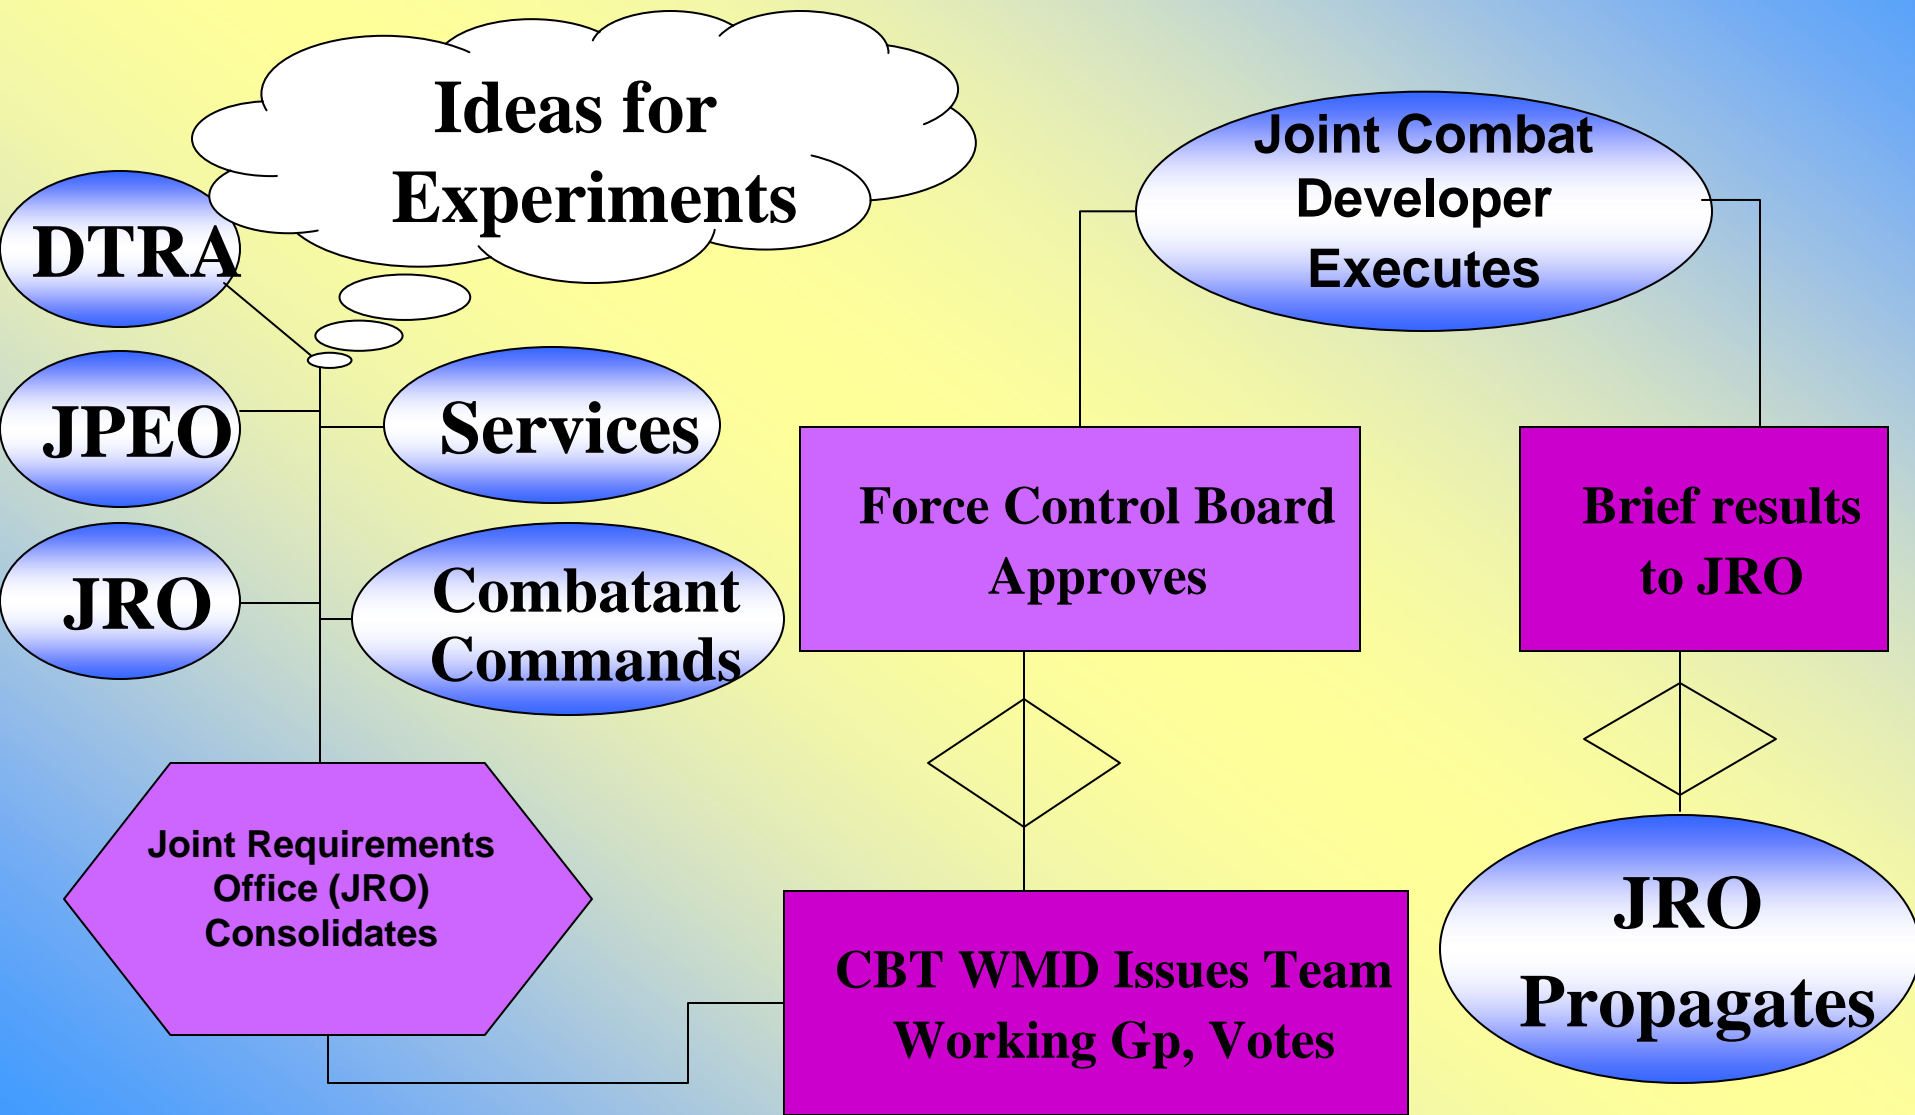 Ideas for
Experiments
DTRA
JPEO
Services
JRO
Combatant
Commands
Joint Requirements
Office (JRO)
Consolidates
CBT WMD Issues Team
Working Gp, Votes
Force Control Board
Approves
Joint Combat
Developer
Executes
Brief results
to JRO
JRO
Propagates